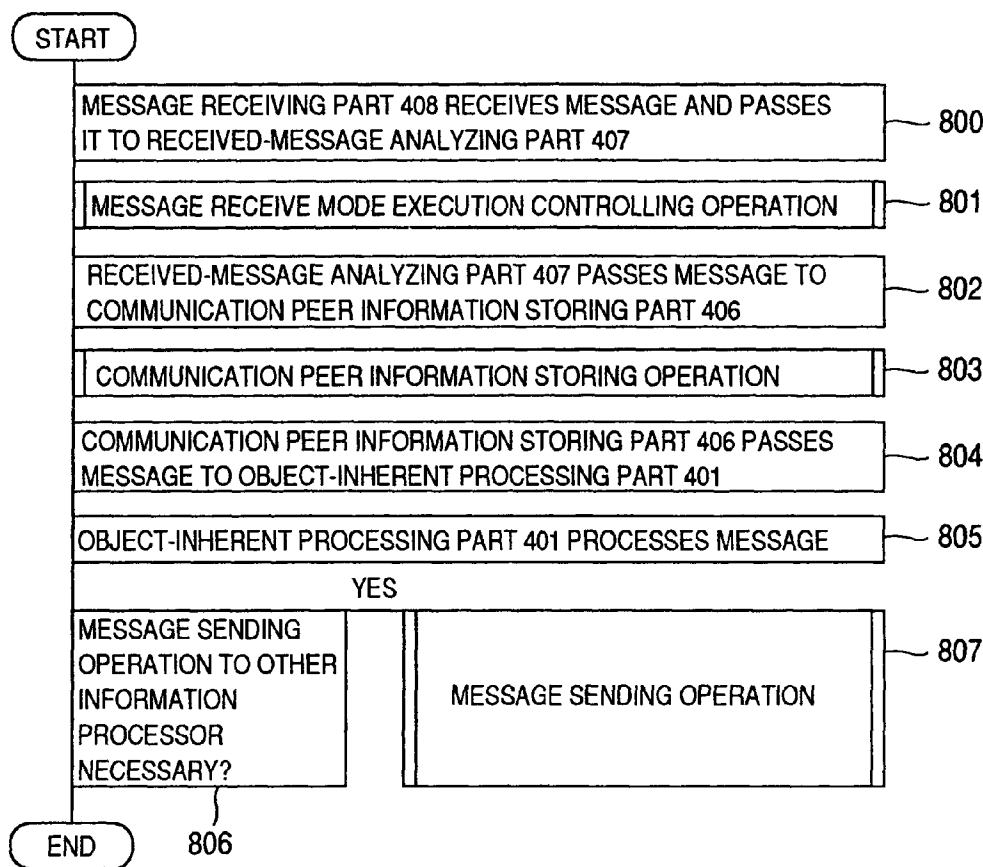 START
MESSAGE RECEIVING PART 408 RECEIVES MESSAGE AND PASSES
IT TO RECEIVED-MESSAGE ANALYZING PART 407
800
MESSAGE RECEIVE MODE EXECUTION CONTROLLING OPERATION
801
RECEIVED-MESSAGE ANALYZING PART 407 PASSES MESSAGE TO
COMMUNICATION PEER INFORMATION STORING PART 406
802
COMMUNICATION PEER INFORMATION STORING OPERATION
803
COMMUNICATION PEER INFORMATION STORING PART 406 PASSES
MESSAGE TO OBJECT-INHERENT PROCESSING PART 401
804
OBJECT-INHERENT PROCESSING PART 401 PROCESSES MESSAGE
805
YES
MESSAGE SENDING
OPERATION TO OTHER
INFORMATION
PROCESSOR
NECESSARY?
806
MESSAGE SENDING OPERATION
807
END